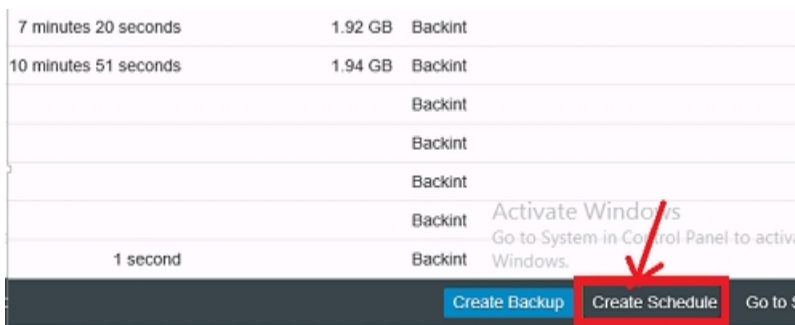 7 minutes 20 seconds 1.92 GB Backint
10 minutes 51 seconds 1.94 GB Backint
Backint
Backint
Backint
Backint
Activate Windows
Go to System in Control Panel to
1 second Backint Windows.
Create Backup Create Schedule Go to